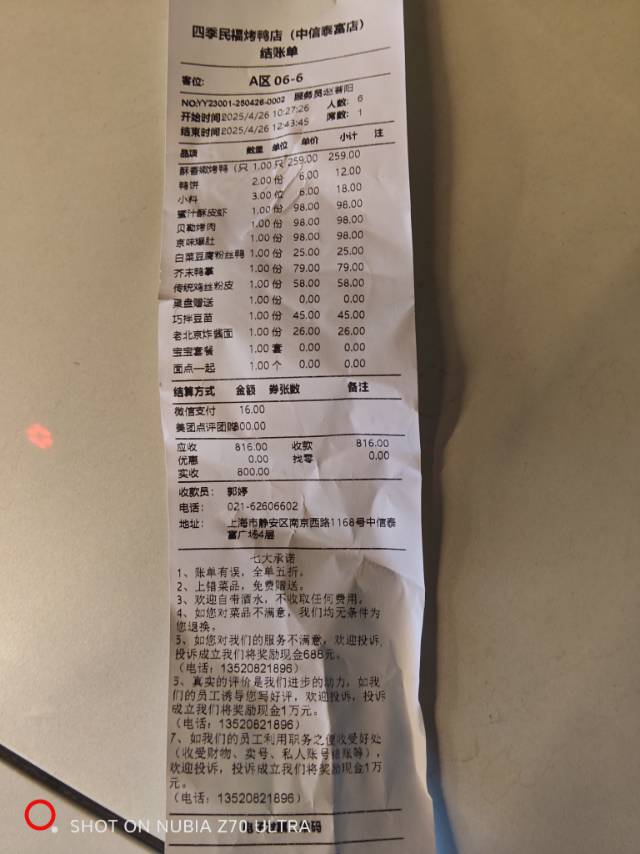 四季民福烤鸭店（中信泰富店）
结账单
客位： A区 06-6
NO:YY23001-250426-0002 服务员赵普阳
开始时间2025/4/26 10:27:26 人数： 6
结束时间2025/4/26 12:43:45 席数： 1
品项 数量 单位 单价 小计 注
酥香嫩烤鸭（只 1.00 只 259.00 259.00
鸭饼 2.00 份 6.00 12.00
小料 3.00 位 6.00 18.00
蜜汁酥皮虾 1.00 份 98.00 98.00
贝勒烤肉 1.00 份 98.00 98.00
京味爆肚 1.00 份 98.00 98.00
白菜豆腐粉丝鸭 1.00 份 25.00 25.00
芥末鸭掌 1.00 份 79.00 79.00
传统鸡丝粉皮 1.00 份 58.00 58.00
果盘赠送 1.00 份 0.00 0.00
巧拌豆苗 1.00 份 45.00 45.00
老北京炸酱面 1.00 份 26.00 26.00
宝宝套餐 1.00 套 0.00 0.00
面点一起 1.00 个 0.00 0.00
结算方式 金额 券张数 备注
微信支付 16.00
美团点评团购800.00
应收 816.00 收款 816.00
优惠 0.00 找零 0.00
实收 800.00
收款员： 郭婷
电话： 021-62606602
地址： 上海市静安区南京西路1168号中信泰
富广场4层
七大承诺
1、账单有误，全单五折。
2、上错菜品，免费赠送。
3、欢迎自带酒水，不收取任何费用。
4、如您对菜品不满意，我们均无条件为
您退换。
5、如您对我们的服务不满意，欢迎投诉，
投诉成立我们将奖励现金688元。
（电话：13520821896）
6、真实的评价是我们进步的动力，如我
们的员工诱导您写好评，欢迎投诉，投诉
成立我们将奖励现金1万元。
（电话：13520821896）
7、如我们的员工利用职务之便收受好处
（收受财物、卖号、私人账号结账等），
欢迎投诉，投诉成立我们将奖励现金1万
元。
（电话：13520821896）
SHOT ON NUBIA Z70 ULTRA